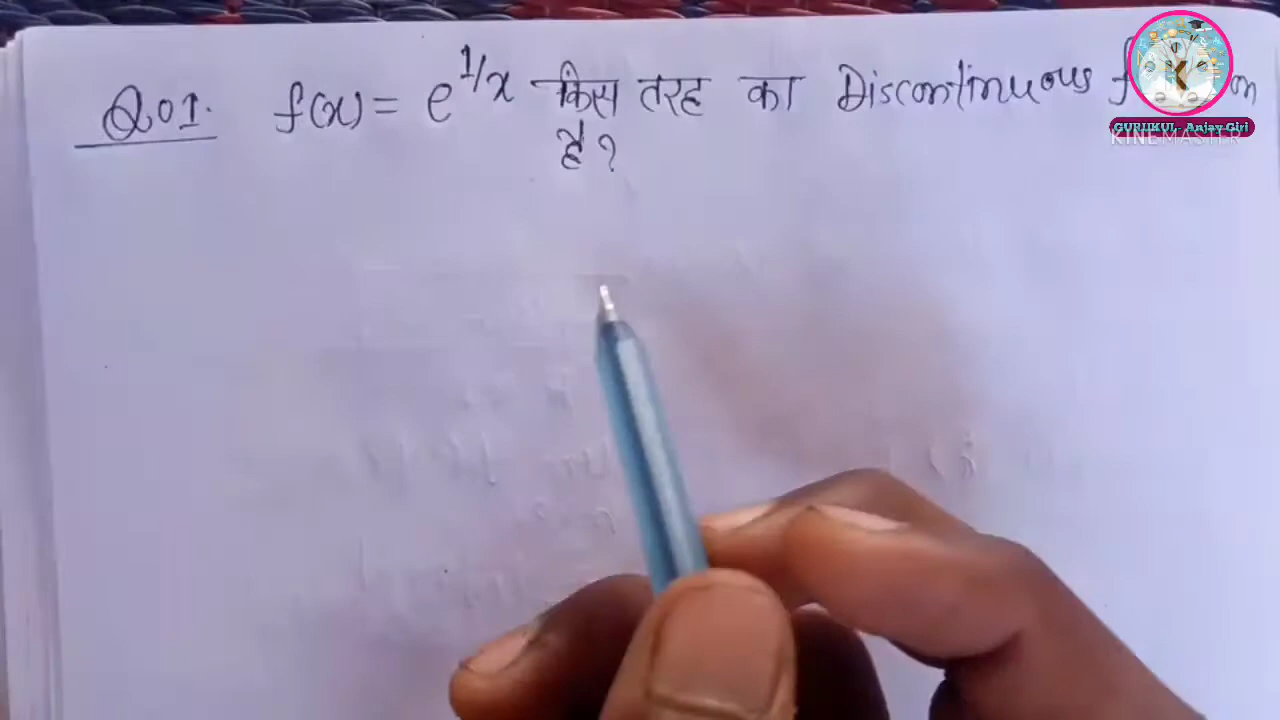 Q01. f(x) = e^1/x किस तरह का Discontinuous
है ?
GURUKUL - Anjay Giri
KINEMASTER